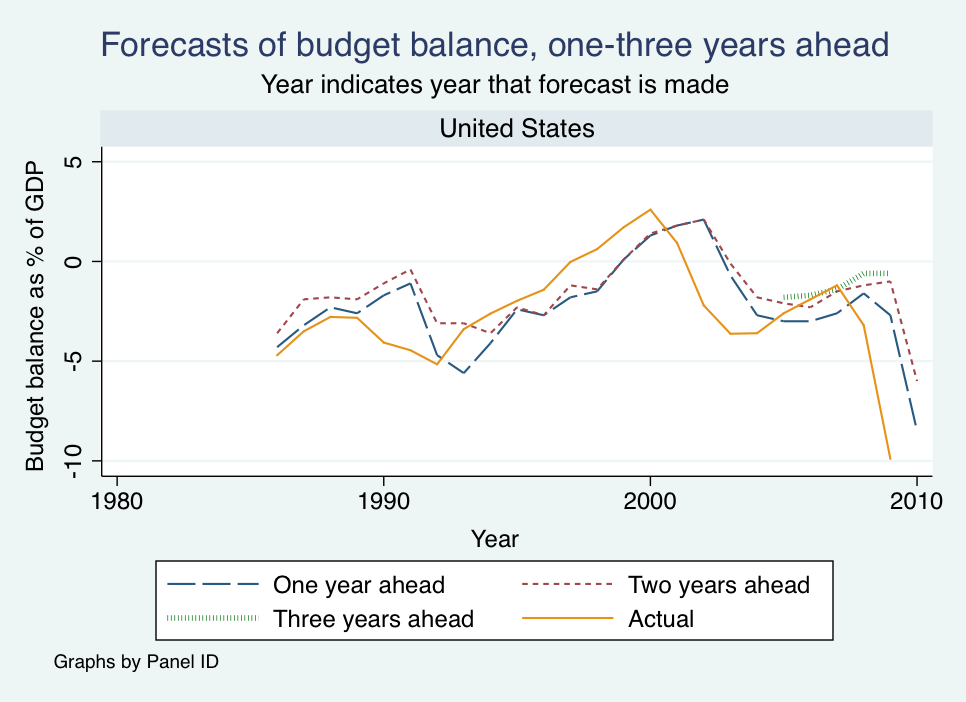 Forecasts of budget balance, one-three years ahead
Year indicates year that forecast is made
United States
Budget balance as % of GDP
5
0
-5
-10
1980 1990 2000 2010
Year
One year ahead Two years ahead
Three years ahead Actual
Graphs by Panel ID